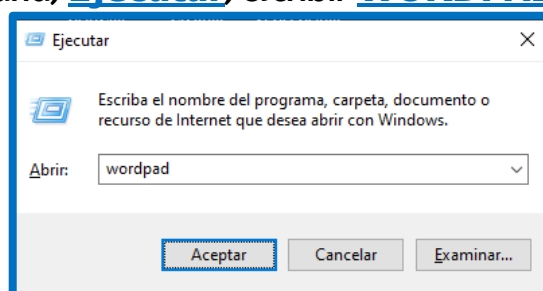 Ejecutar
Ejecutar
Escriba el nombre del programa, carpeta, documento o
recurso de Internet que desea abrir con Windows.
Abrir:
wordpad
Aceptar
Cancelar
Examinar...